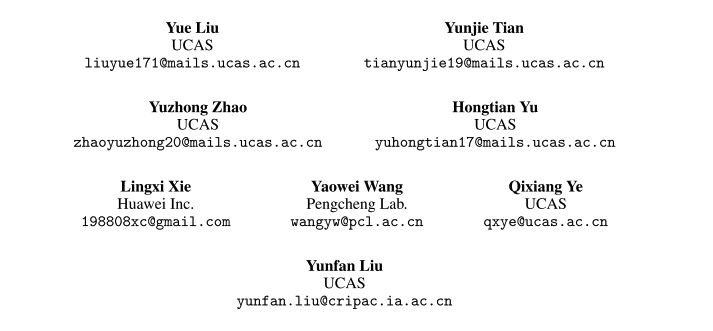 Yue Liu
UCAS
liuyue171@mails.ucas.ac.cn
Yunjie Tian
UCAS
tianyunjie19@mails.ucas.ac.cn
Yuzhong Zhao
UCAS
zhaoyuzhong20@mails.ucas.ac.cn
Hongtian Yu
UCAS
yuhongtian17@mails.ucas.ac.cn
Lingxi Xie
Huawei Inc.
198808xc@gmail.com
Yaowei Wang
Pengcheng Lab.
wangyw@pcl.ac.cn
Qixiang Ye
UCAS
qxye@ucas.ac.cn
Yunfan Liu
UCAS
yunfan.liu@cripac.ia.ac.cn